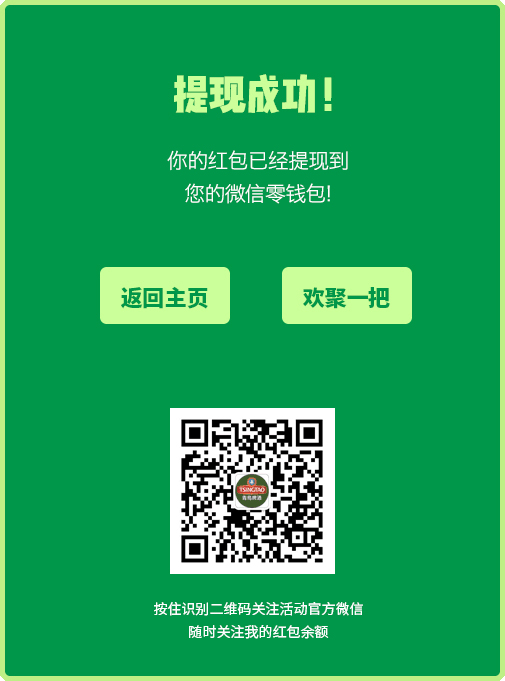 提现成功！
你的红包已经提现到
您的微信零钱包!
返回主页
欢聚一把
TSINGTAO
青岛啤酒
按住识别二维码关注活动官方微信
随时关注我的红包余额